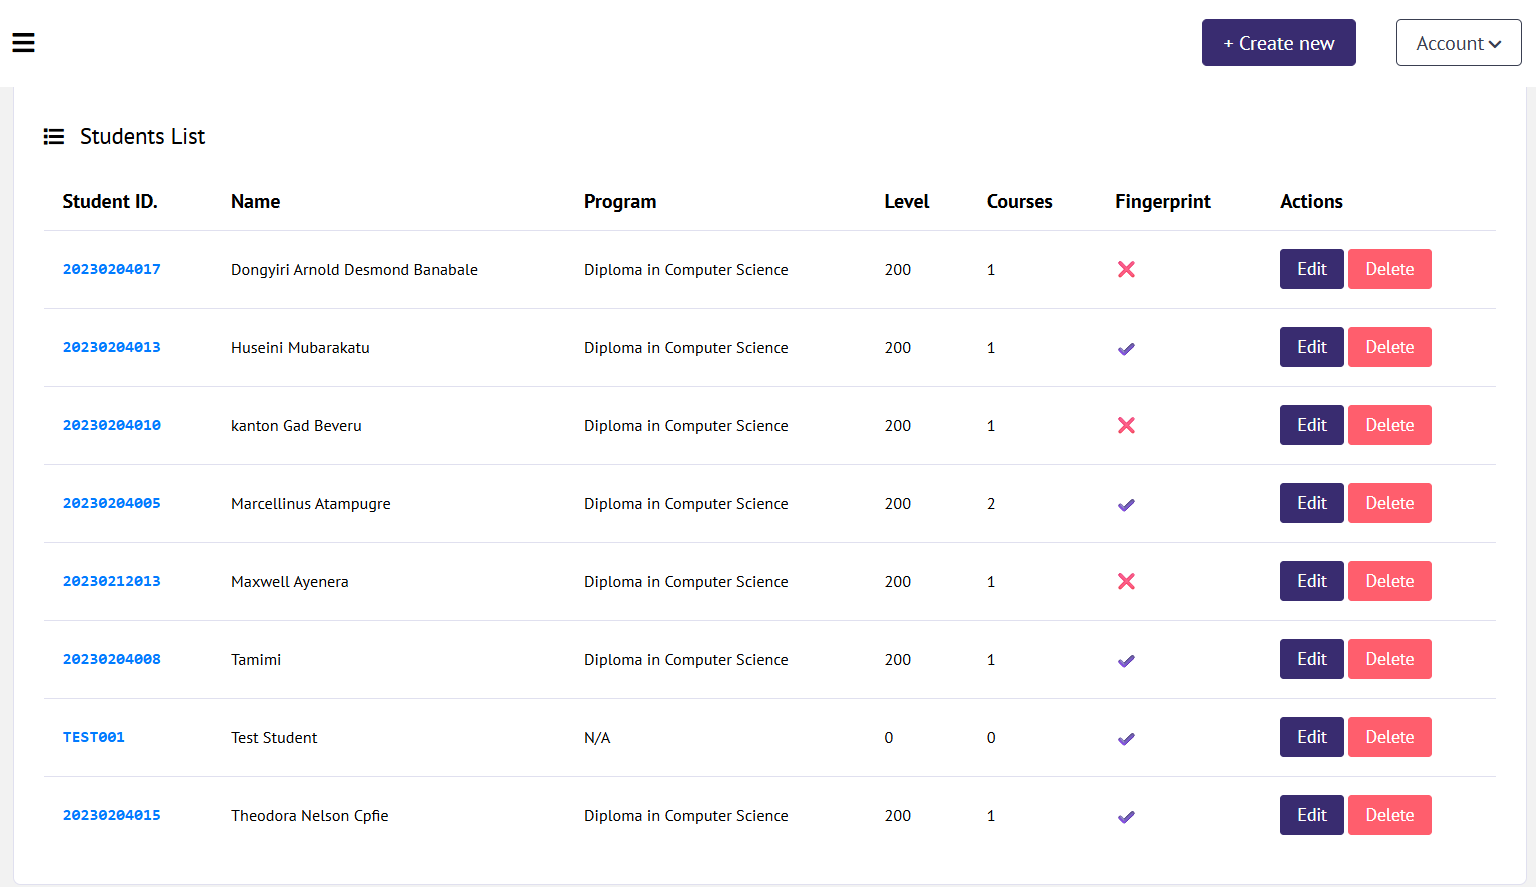 + Create new Account
Students List
Student ID. Name Program Level Courses Fingerprint Actions
20230204017 Dongyiri Arnold Desmond Banabale Diploma in Computer Science 200 1 Edit Delete
20230204013 Huseini Mubarakatu Diploma in Computer Science 200 1 Edit Delete
20230204010 kanton Gad Beveru Diploma in Computer Science 200 1 Edit Delete
20230204005 Marcellinus Atampugre Diploma in Computer Science 200 2 Edit Delete
20230212013 Maxwell Ayenera Diploma in Computer Science 200 1 Edit Delete
20230204008 Tamimi Diploma in Computer Science 200 1 Edit Delete
TEST001 Test Student N/A 0 0 Edit Delete
20230204015 Theodora Nelson Cpfie Diploma in Computer Science 200 1 Edit Delete